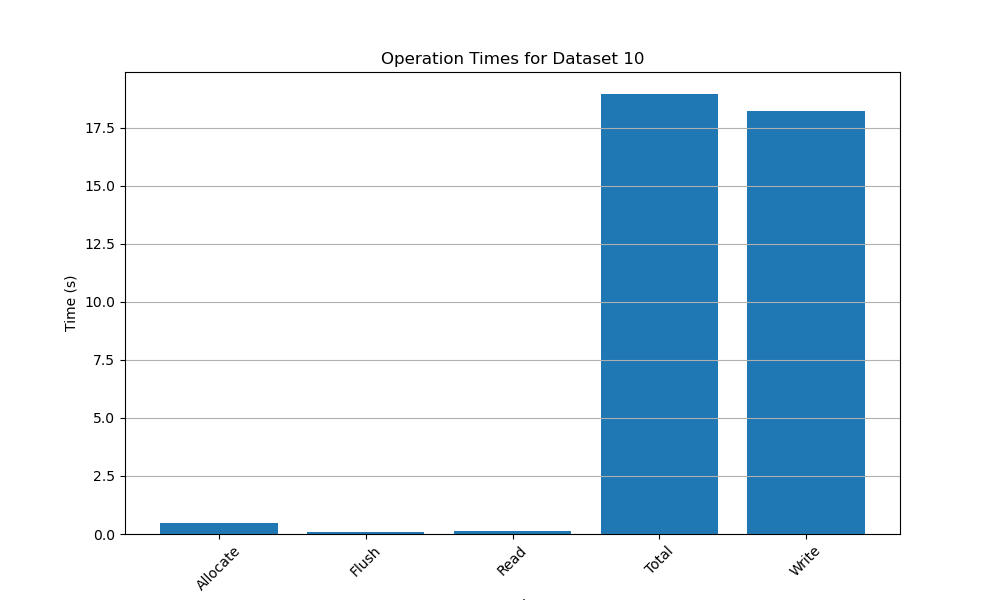 Operation Times for Dataset 10
Time (s)
17.5
15.0
12.5
10.0
7.5
5.0
2.5
0.0
Allocate
Flush
Read
Total
Write